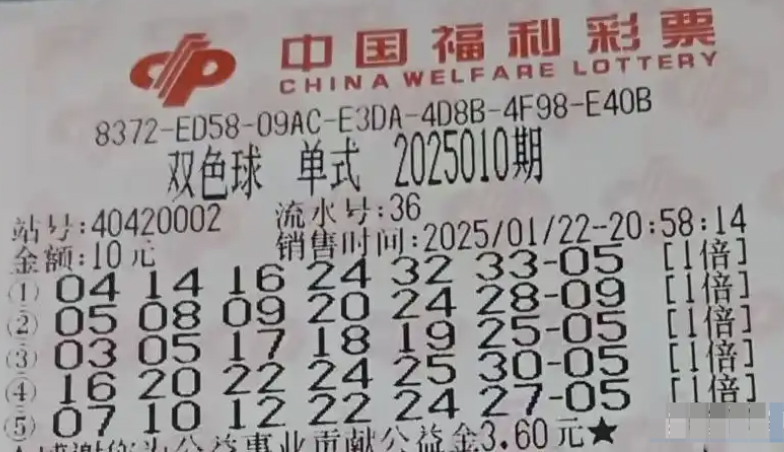 中国福利彩票
CHINA WELFARE LOTTERY
8372-ED58-09AC-E3DA-4D8B-4F98-E40B
双色球 单式 2025010期
站号:40420002 流水号:36
金额:10元 销售时间:2025/01/22-20:58:14
① 04 14 16 24 32 33-05 [1倍]
② 05 08 09 20 24 28-09 [1倍]
③ 03 05 17 18 19 25-05 [1倍]
④ 16 20 22 24 25 30-05 [1倍]
⑤ 07 10 12 22 24 27-05 [1倍]
★感谢您为公益事业贡献公益金3.60元★